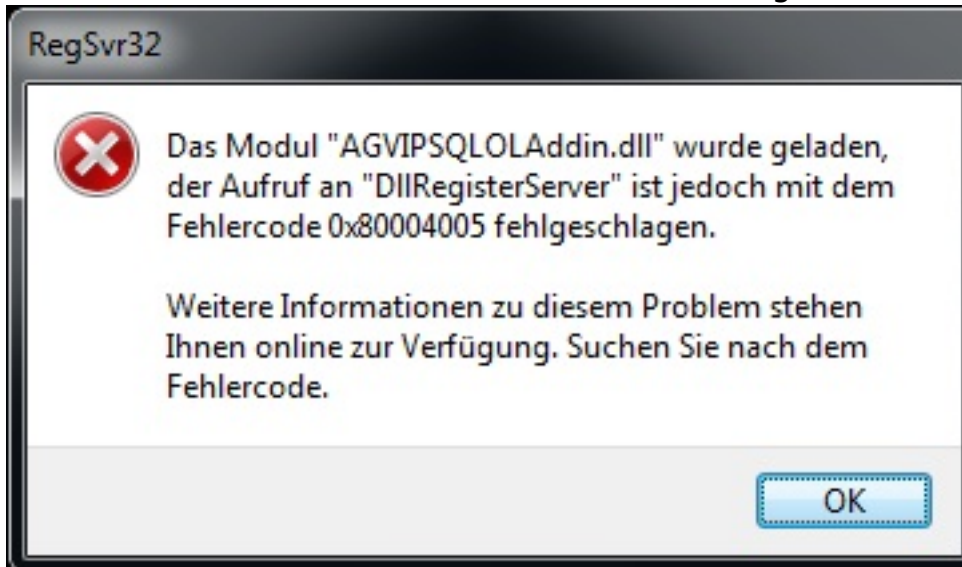 RegSvr32
Das Modul "AGVIPSQLOLAddin.dll" wurde geladen,
der Aufruf an "DllRegisterServer" ist jedoch mit dem
Fehlercode 0x80004005 fehlgeschlagen.
Weitere Informationen zu diesem Problem stehen
Ihnen online zur Verfügung. Suchen Sie nach dem
Fehlercode.
OK